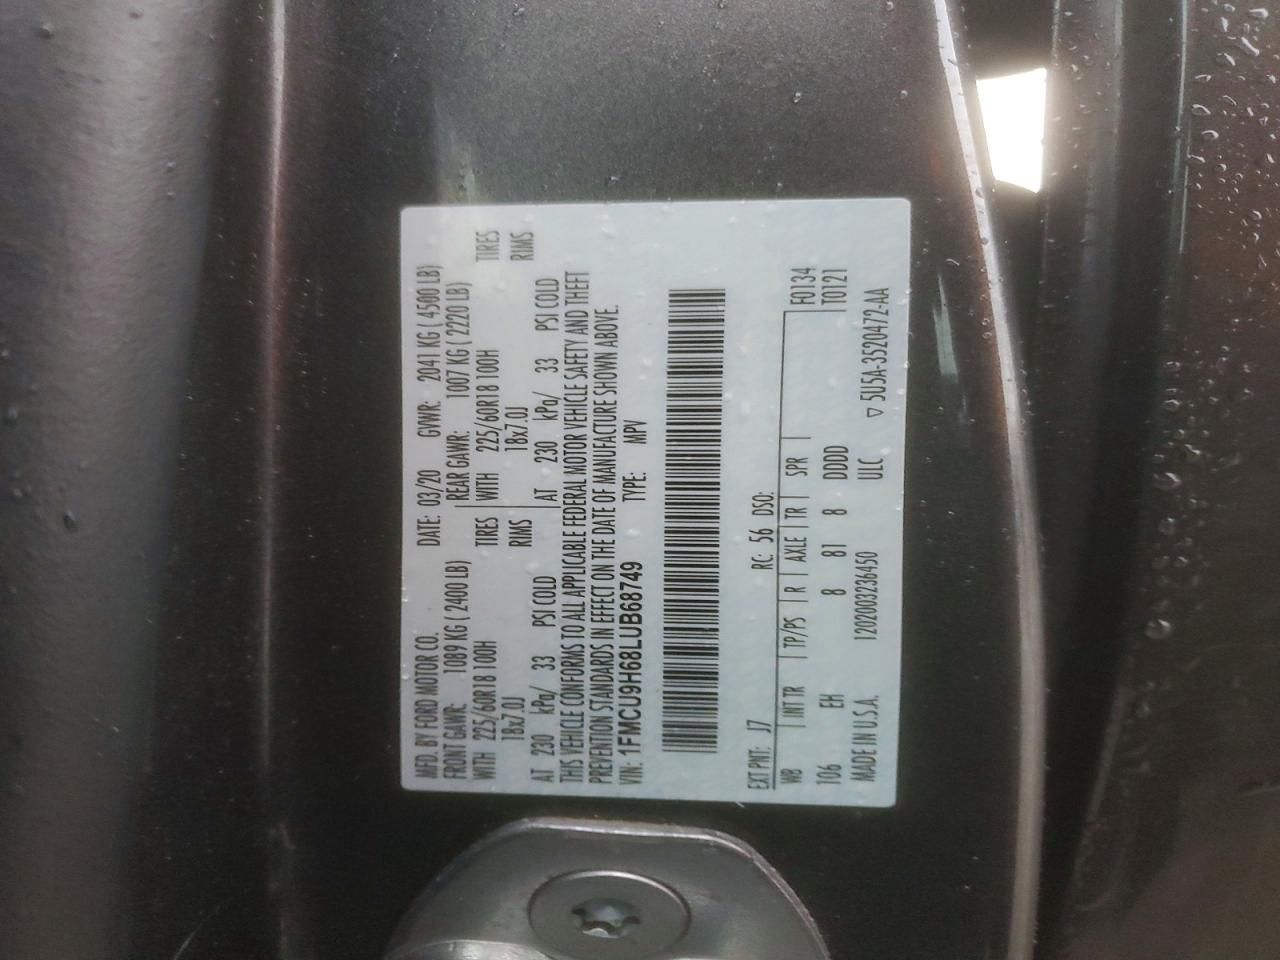 MFD. BY FORD MOTOR CO. DATE: 03/20 GVWR: 2041 KG ( 4500 LB)
FRONT GAWR: 1089 KG ( 2400 LB) REAR GAWR: 1007 KG ( 2220 LB)
WITH 225/60R18 100H TIRES WITH 225/60R18 100H TIRES
18x7.0J RIMS 18x7.0J RIMS
AT 230 kPa/ 33 PSI COLD AT 230 kPa/ 33 PSI COLD
THIS VEHICLE CONFORMS TO ALL APPLICABLE FEDERAL MOTOR VEHICLE SAFETY AND THEFT
PREVENTION STANDARDS IN EFFECT ON THE DATE OF MANUFACTURE SHOWN ABOVE.
VIN: 1FMCU9H68LUB68749 TYPE: MPV
EXT PNT: J7 RC: 56 DSO:
WB | INT TR | TP/PS | R | AXLE | TR | SPR | F0134
106 EH 8 81 8 DDDD T0121
MADE IN U.S.A. 1202003236450 ULC ▽ 5U5A-3520472-AA